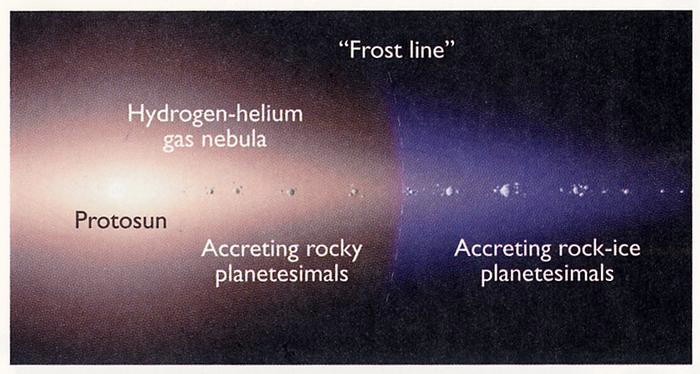 “Frost line”
Hydrogen-helium
gas nebula
Protosun
Accreting rocky
planetesimals
Accreting rock-ice
planetesimals